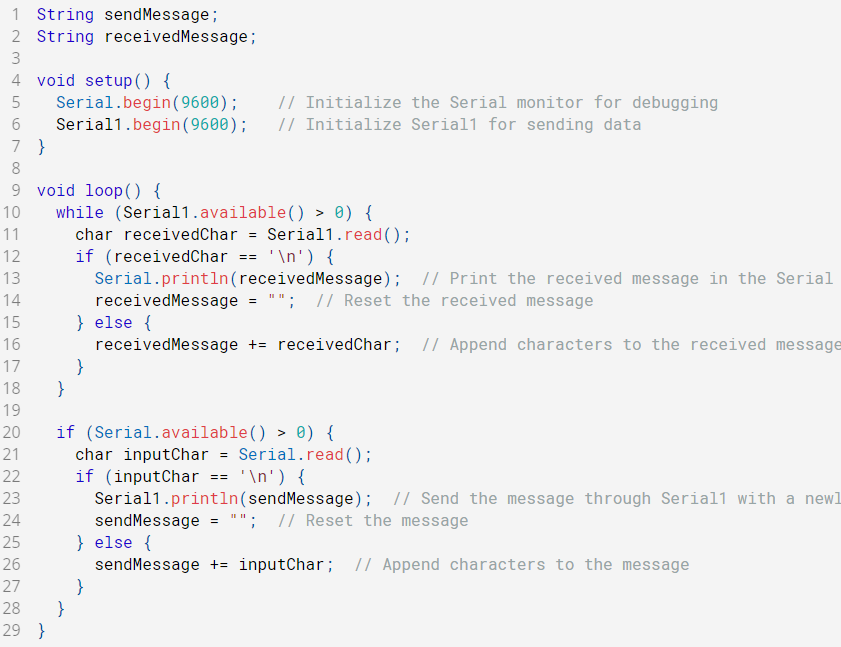 1 String sendMessage;
2 String receivedMessage;
3
4 void setup() {
5   Serial.begin(9600);    // Initialize the Serial monitor for debugging
6   Serial1.begin(9600);   // Initialize Serial1 for sending data
7 }
8
9 void loop() {
10   while (Serial1.available() > 0) {
11     char receivedChar = Serial1.read();
12     if (receivedChar == '\n') {
13       Serial.println(receivedMessage);  // Print the received message in the Serial
14       receivedMessage = "";  // Reset the received message
15     } else {
16       receivedMessage += receivedChar;  // Append characters to the received message
17     }
18   }
19
20   if (Serial.available() > 0) {
21     char inputChar = Serial.read();
22     if (inputChar == '\n') {
23       Serial1.println(sendMessage);  // Send the message through Serial1 with a newl
24       sendMessage = "";  // Reset the message
25     } else {
26       sendMessage += inputChar;  // Append characters to the message
27     }
28   }
29 }